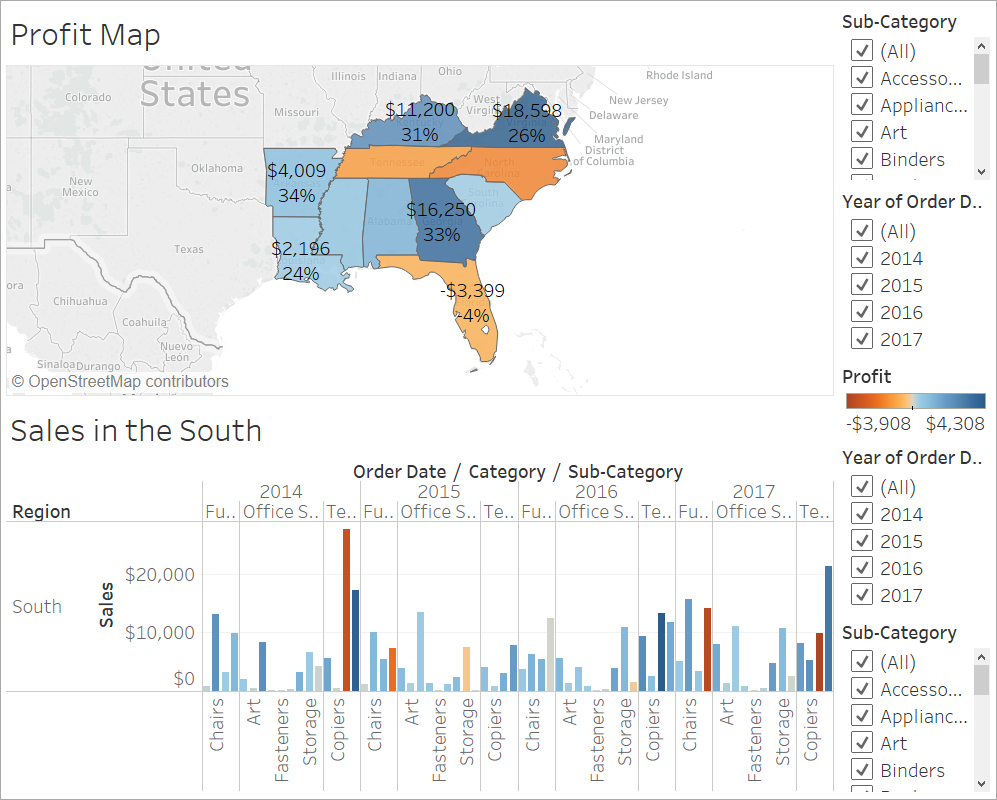 Profit Map
United
States
Colorado
Illinois
Indiana
Ohio
Missouri
West
Virginia
Rhode Island
New Jersey
Delaware
Maryland
District
of Columbia
$11,200
31%
$18,598
26%
Oklahoma
New
Mexico
Tennessee
North
Carolina
$4,009
34%
South
Carolina
$16,250
33%
Alabama
Georgia
$2,196
24%
Texas
-$3,399
-4%
Chihuahua
Coahuila
Nuevo
León
Sinaloa
Durango
© OpenStreetMap contributors
Sales in the South
Order Date / Category / Sub-Category
2014
2015
2016
2017
Region
Fu..
Office S..
Te..
Fu..
Office S..
Te..
Fu..
Office S..
Te..
Fu..
Office S..
Te..
South
Sales
$20,000
$10,000
$0
Chairs
Art
Fasteners
Storage
Copiers
Chairs
Art
Fasteners
Storage
Copiers
Chairs
Art
Fasteners
Storage
Copiers
Chairs
Art
Fasteners
Storage
Copiers
Sub-Category
(All)
Accesso...
Applianc...
Art
Binders
Year of Order D..
(All)
2014
2015
2016
2017
Profit
-$3,908
$4,308
Year of Order D..
(All)
2014
2015
2016
2017
Sub-Category
(All)
Accesso...
Applianc...
Art
Binders